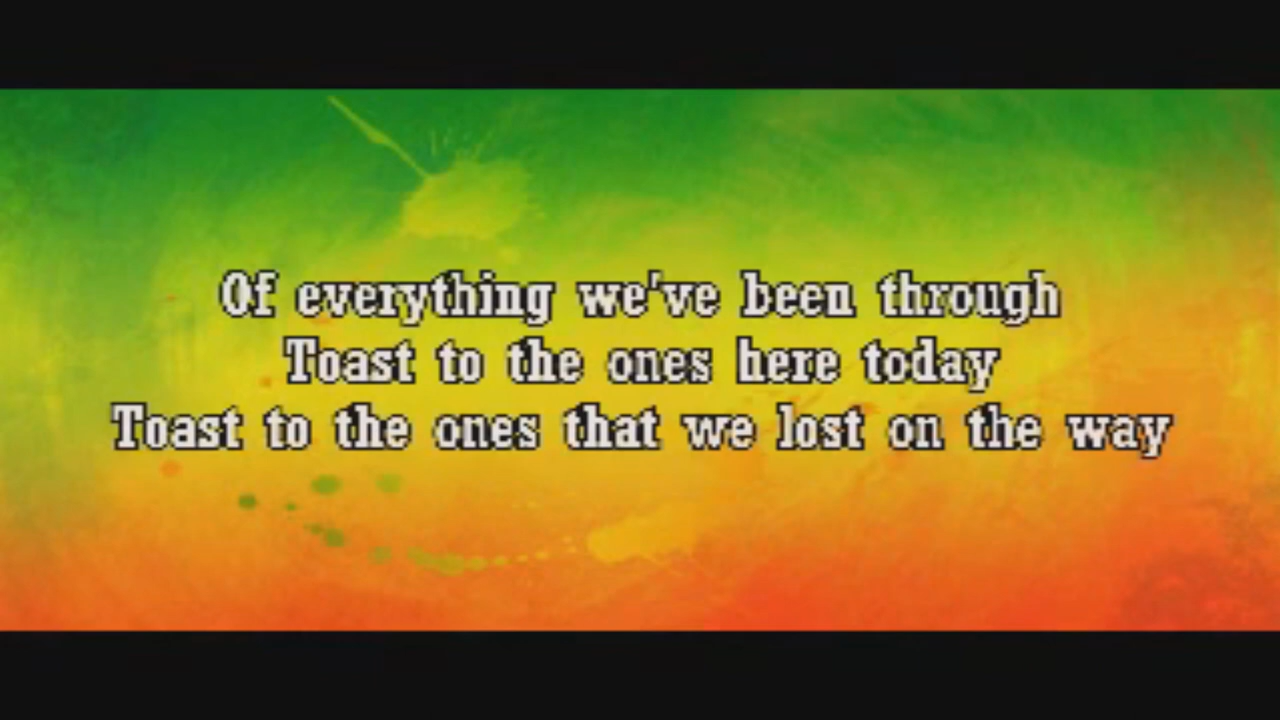 Of everything we've been through
Toast to the ones here today
Toast to the ones that we lost on the way